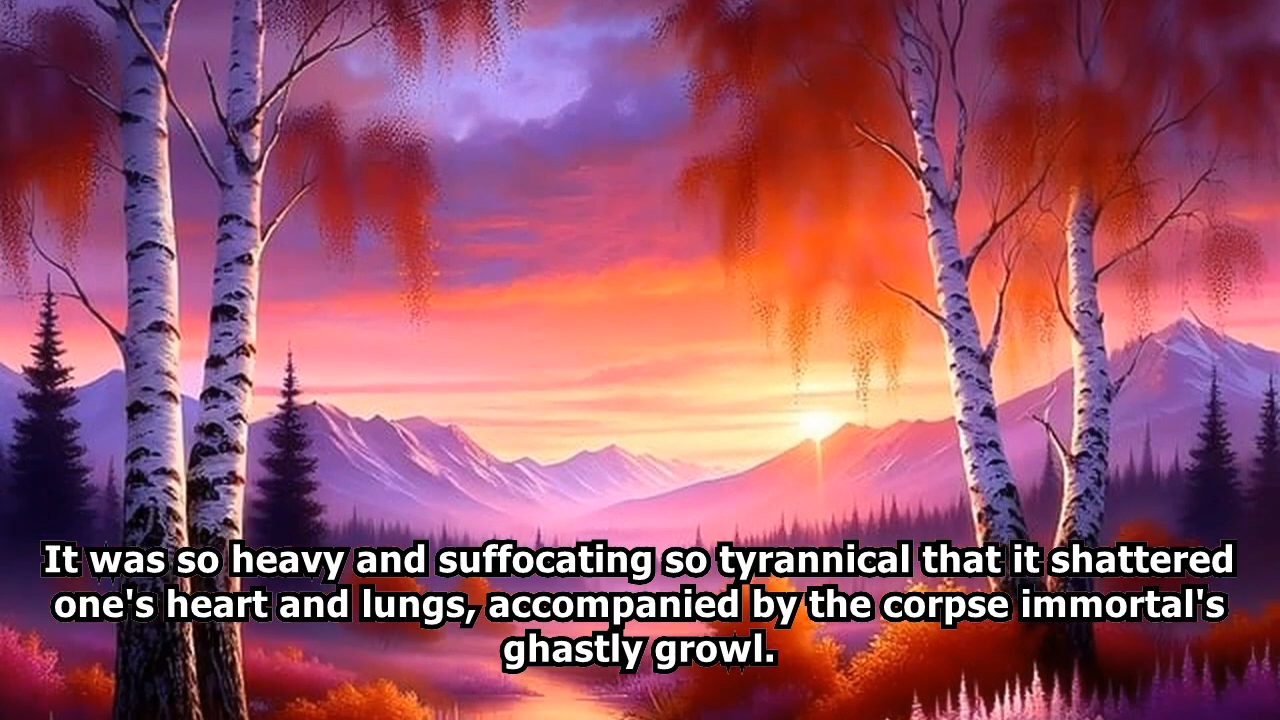 It was so heavy and suffocating so tyrannical that it shattered
one's heart and lungs, accompanied by the corpse immortal's
ghastly growl.